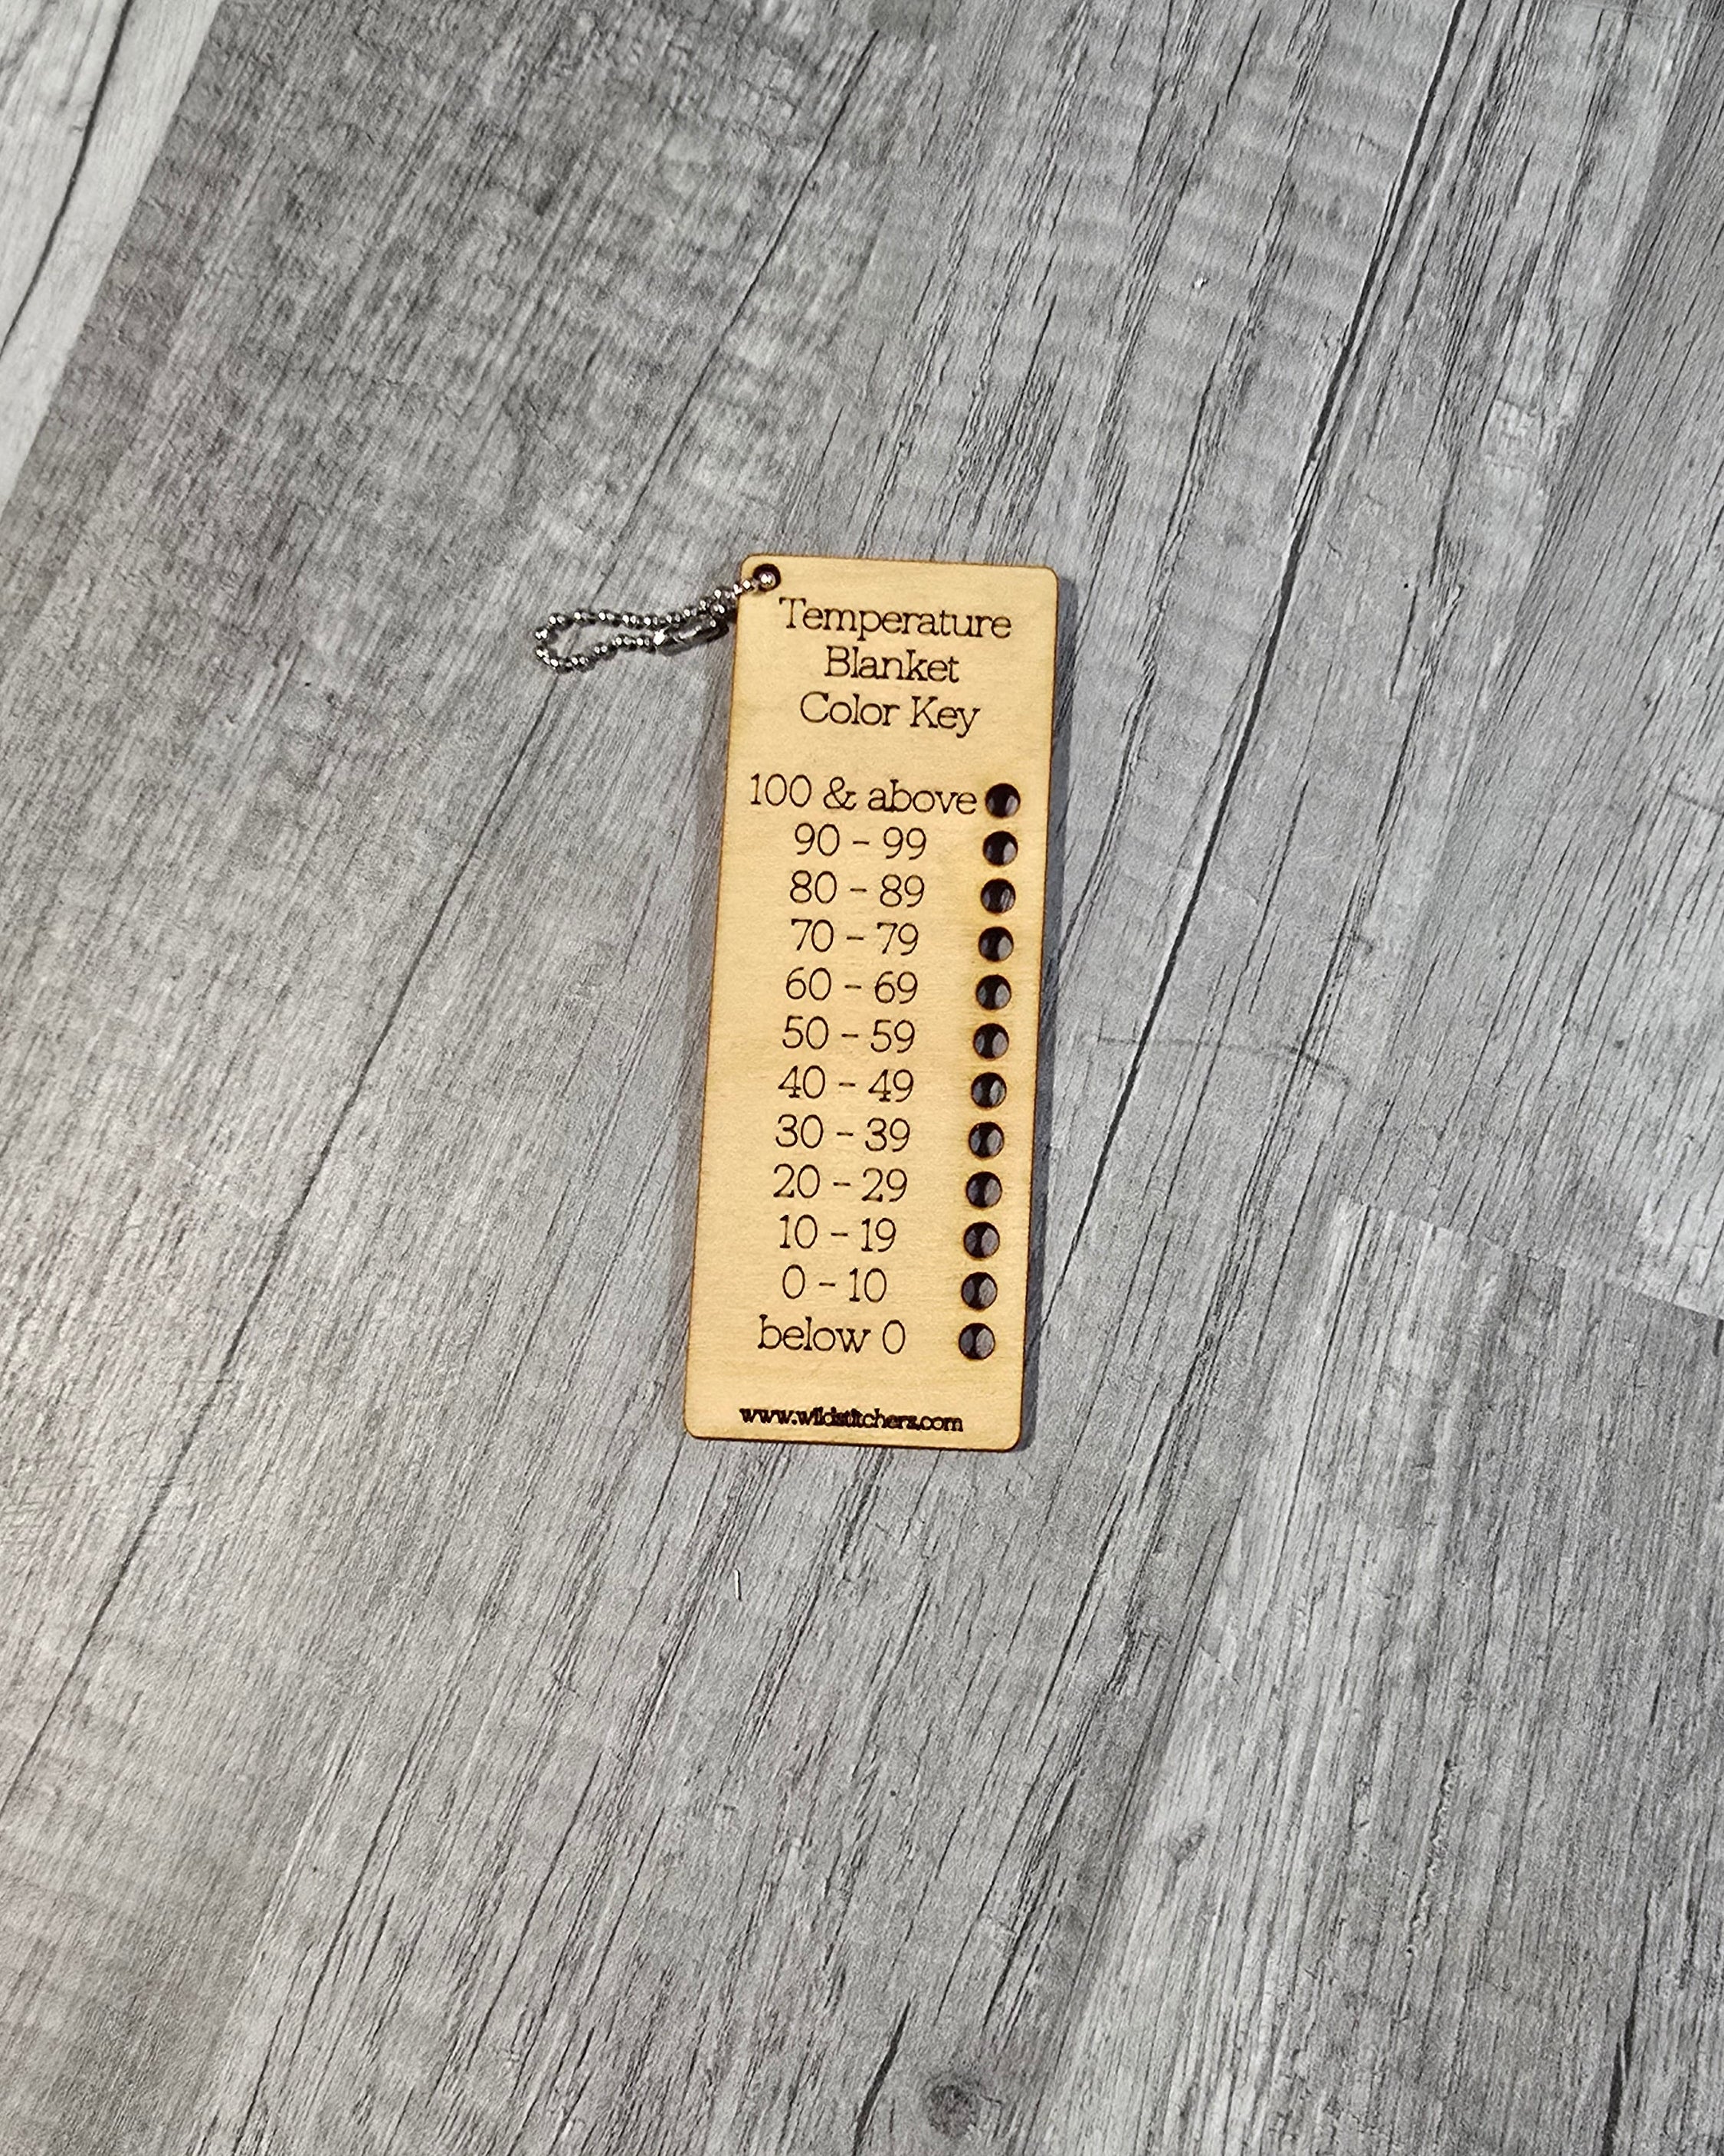 Temperature
Blanket
Color Key
100 & above
90 - 99
80 - 89
70 - 79
60 - 69
50 - 59
40 - 49
30 - 39
20 - 29
10 - 19
0 - 10
below 0
www.wildstitchers.com